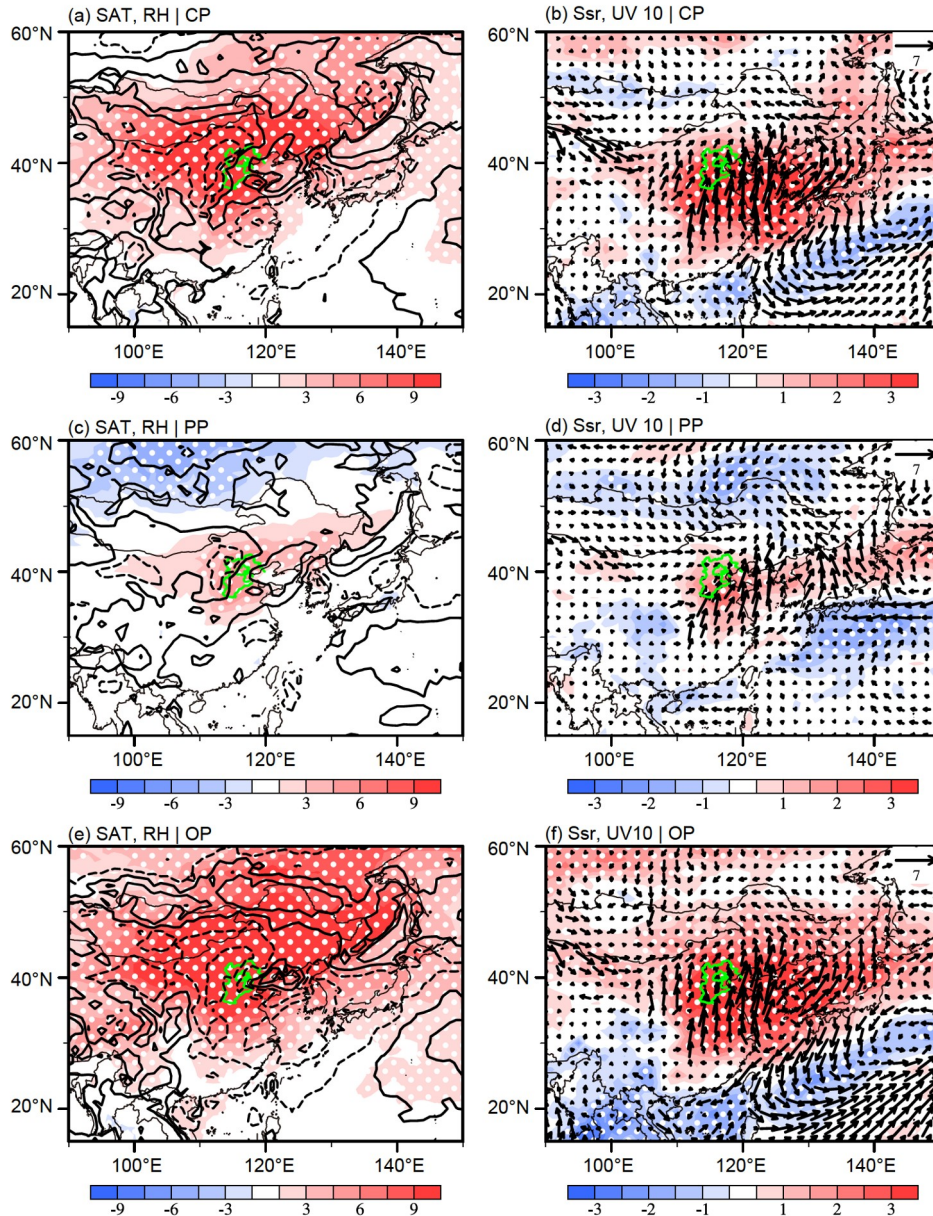 (a) SAT, RH | CP
(b) Ssr, UV 10 | CP
60°N
40°N
20°N
60°N
40°N
20°N
7
100°E 120°E 140°E
100°E 120°E 140°E
-9 -6 -3 3 6 9
-3 -2 -1 1 2 3
(c) SAT, RH | PP
(d) Ssr, UV 10 | PP
60°N
40°N
20°N
60°N
40°N
20°N
7
100°E 120°E 140°E
100°E 120°E 140°E
-9 -6 -3 3 6 9
-3 -2 -1 1 2 3
(e) SAT, RH | OP
(f) Ssr, UV10 | OP
60°N
40°N
20°N
60°N
40°N
20°N
7
100°E 120°E 140°E
100°E 120°E 140°E
-9 -6 -3 3 6 9
-3 -2 -1 1 2 3